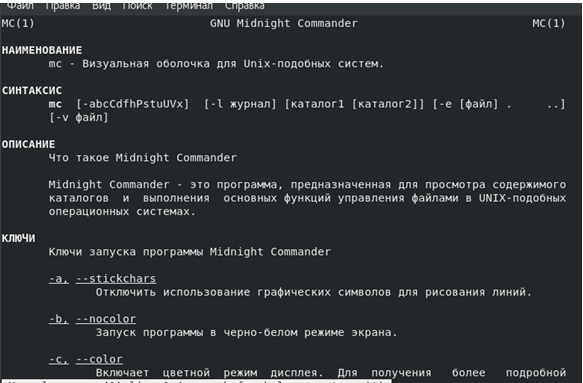 Файл Правка Вид Поиск Терминал Справка
MC(1) GNU Midnight Commander MC(1)
НАИМЕНОВАНИЕ
mc - Визуальная оболочка для Unix-подобных систем.
СИНТАКСИС
mc [-abcCdfhPstuUVx] [-l журнал] [каталог1 [каталог2]] [-e [файл] . ..]
[-v файл]
ОПИСАНИЕ
Что такое Midnight Commander
Midnight Commander - это программа, предназначенная для просмотра содержимого
каталогов и выполнения основных функций управления файлами в UNIX-подобных
операционных системах.
КЛЮЧИ
Ключи запуска программы Midnight Commander
-a, --stickchars
Отключить использование графических символов для рисования линий.
-b, --nocolor
Запуск программы в черно-белом режиме экрана.
-c, --color
Включает цветной режим дисплея. Для получения более подробной